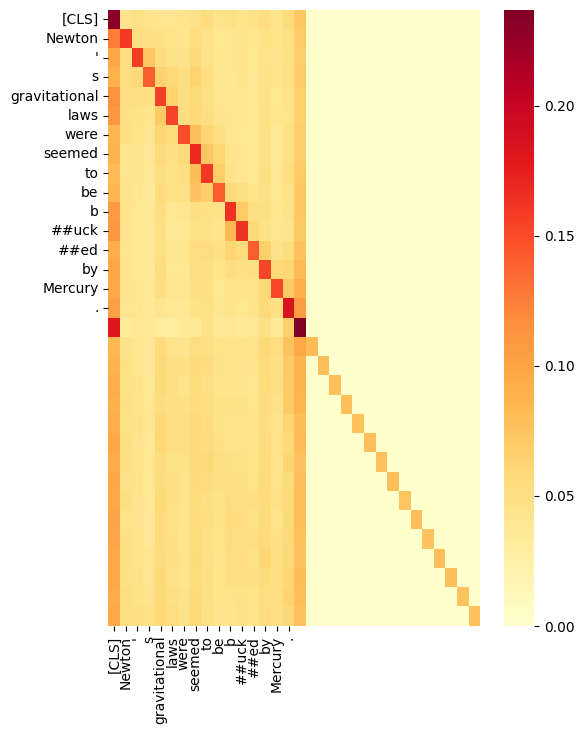 [CLS]
Newton
'
s
gravitational
laws
were
seemed
to
be
b
##uck
##ed
by
Mercury
.
0.20
0.15
0.10
0.05
0.00
[CLS]
Newton
'
s
gravitational
laws
were
seemed
to
be
b
##uck
##ed
by
Mercury
.